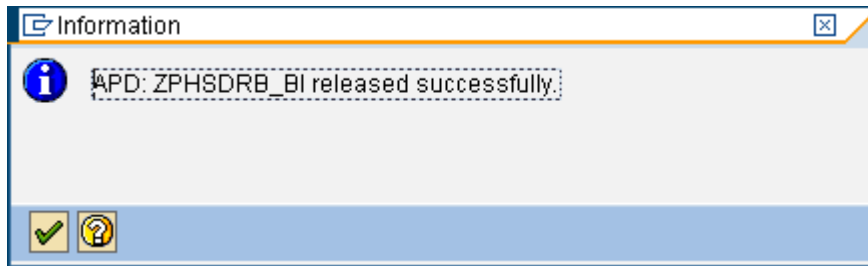 Information
APD: ZPHSDRB_BI released successfully.